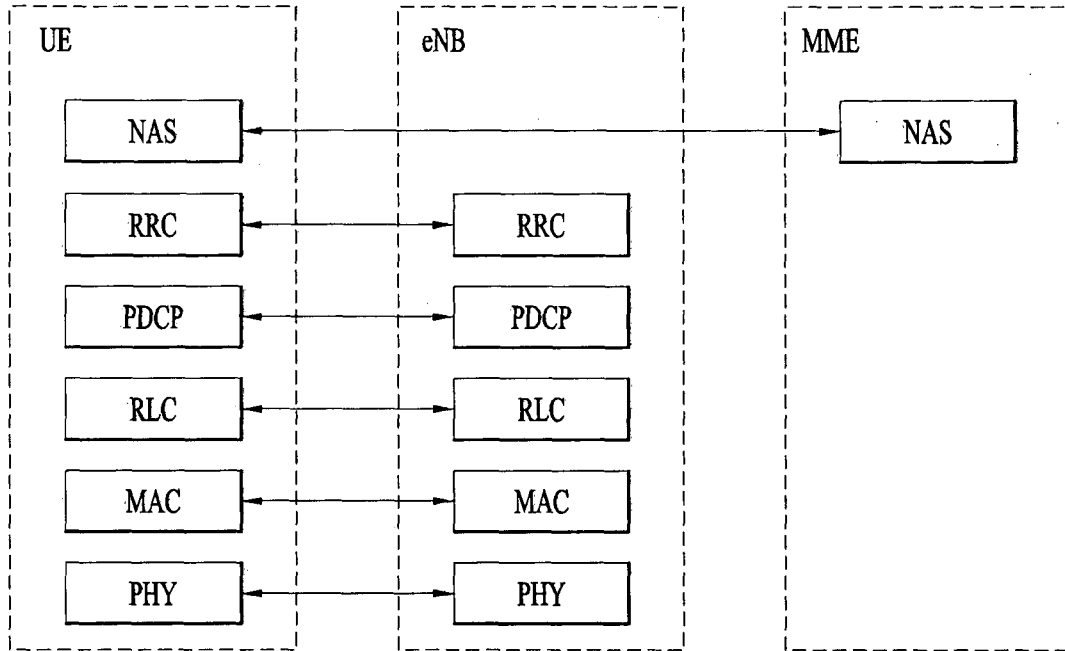 UE
eNB
MME
NAS
NAS
RRC
RRC
PDCP
PDCP
RLC
RLC
MAC
MAC
PHY
PHY